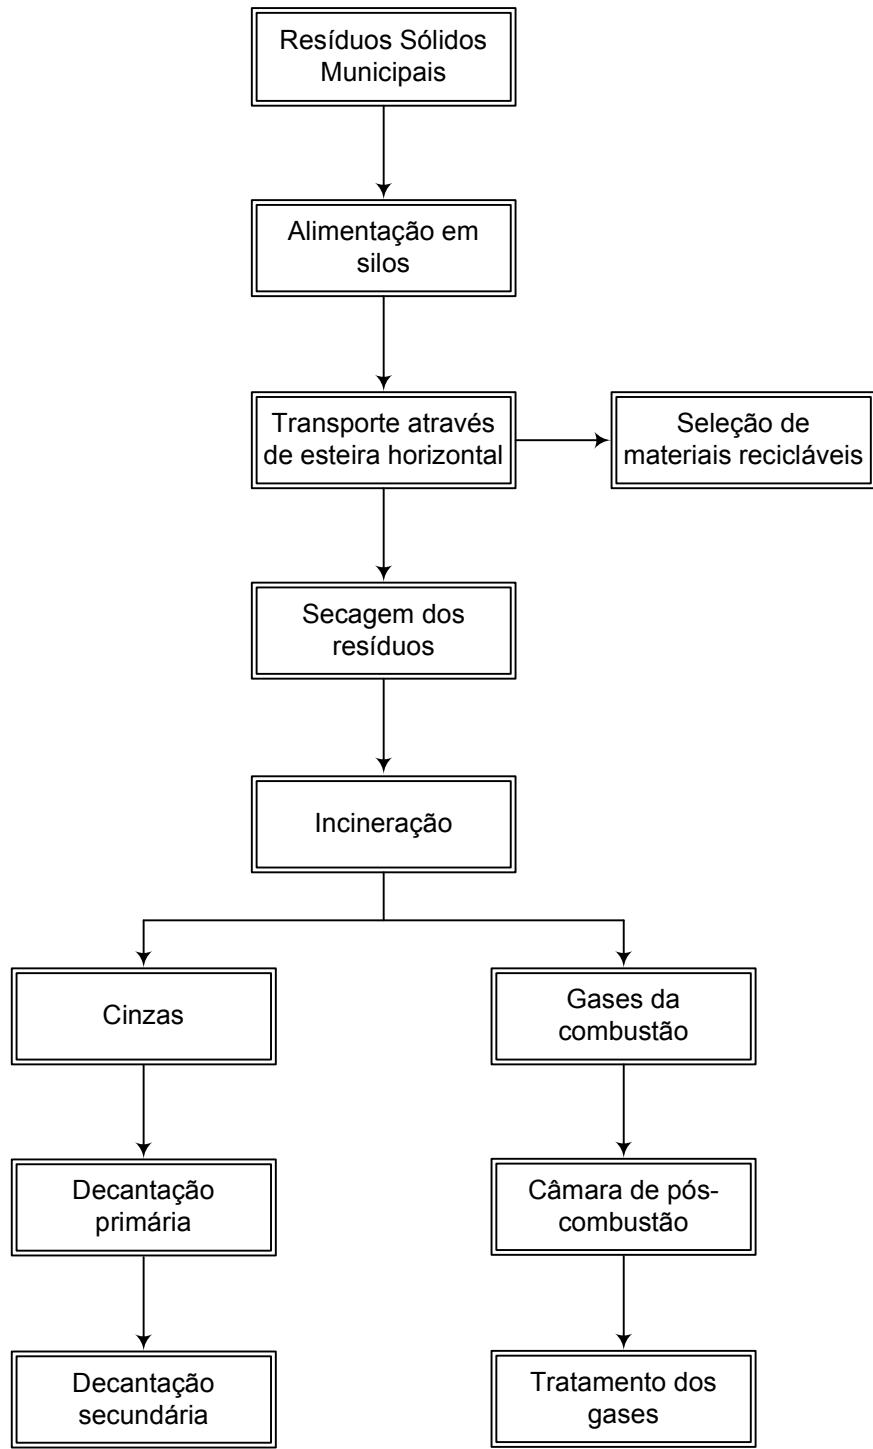 Resíduos Sólidos
Municipais
Alimentação em
silos
Transporte através
de esteira horizontal
Seleção de
materiais recicláveis
Secagem dos
resíduos
Incineração
Cinzas
Gases da
combustão
Decantação
primária
Câmara de pós-
combustão
Decantação
secundária
Tratamento dos
gases